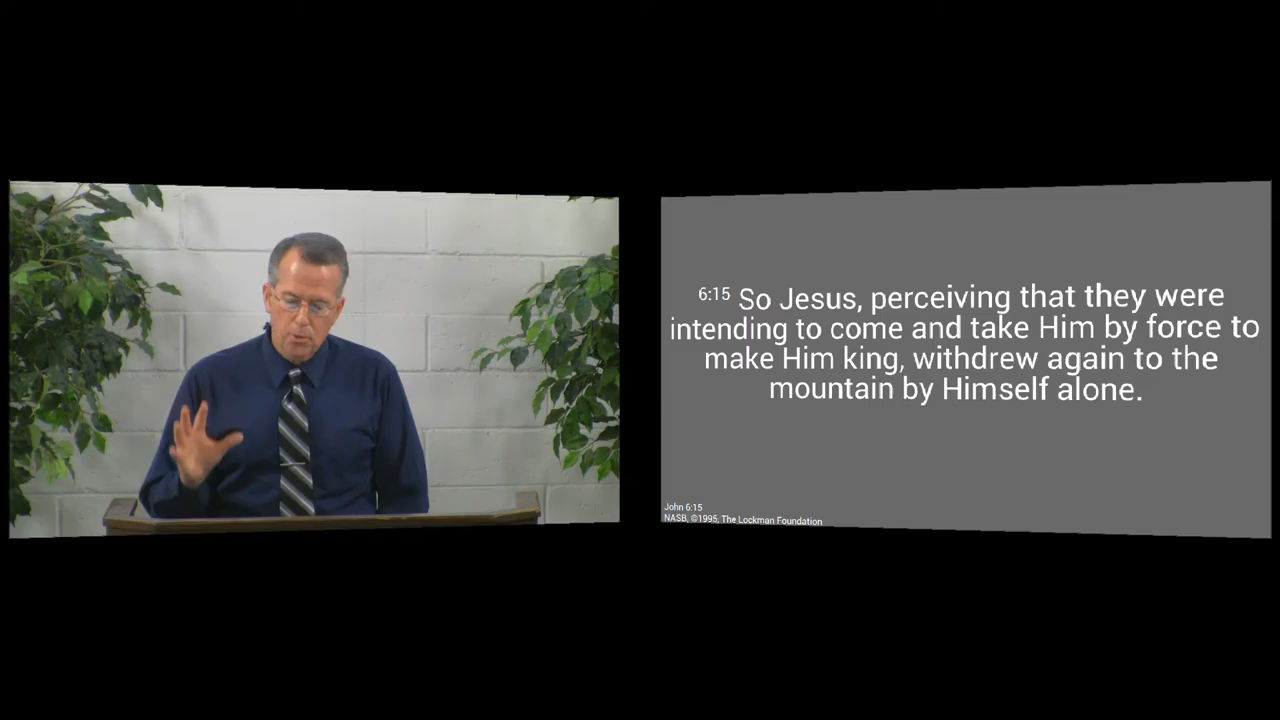 6:15 So Jesus, perceiving that they were
intending to come and take Him by force to
make Him king, withdrew again to the
mountain by Himself alone.
John 6:15
NASB, ©1995, The Lockman Foundation